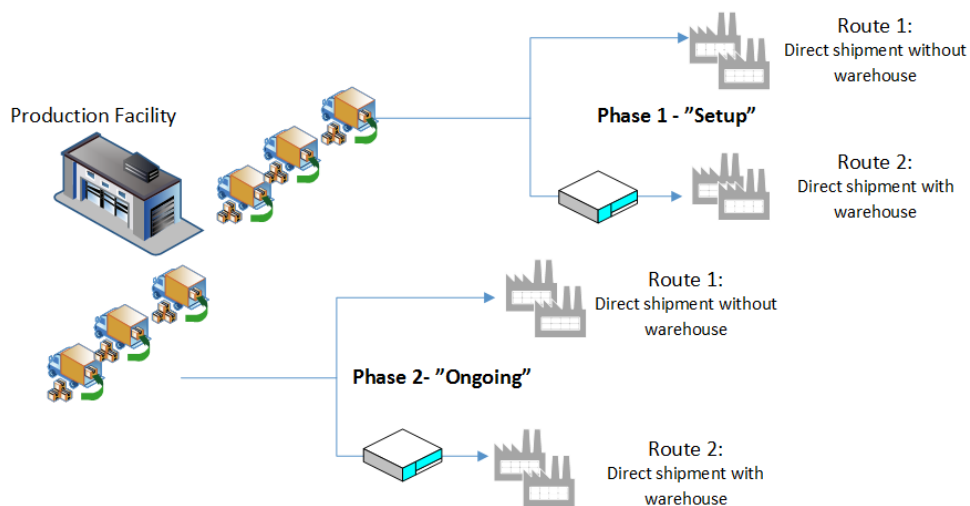 Route 1:
Direct shipment without
warehouse
Production Facility
Phase 1 - ”Setup”
Route 2:
Direct shipment with
warehouse
Route 1:
Direct shipment without
warehouse
Phase 2- ”Ongoing”
Route 2:
Direct shipment with
warehouse